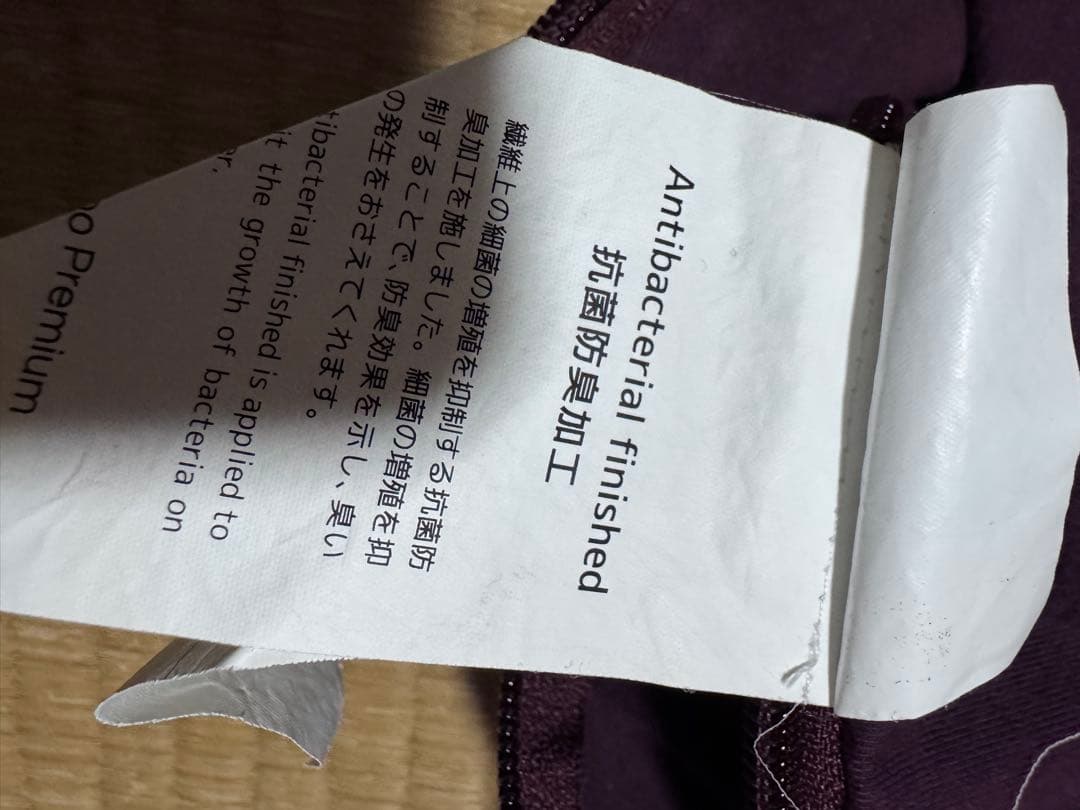 Antibacterial finished
抗菌防臭加工
繊維上の細菌の増殖を抑制する抗菌防
臭加工を施しました。細菌の増殖を抑
制することで、防臭効果を示し、臭い
の発生をおさえてくれます。
tibacterial finished is applied to
it the growth of bacteria on
er.
oo Premium